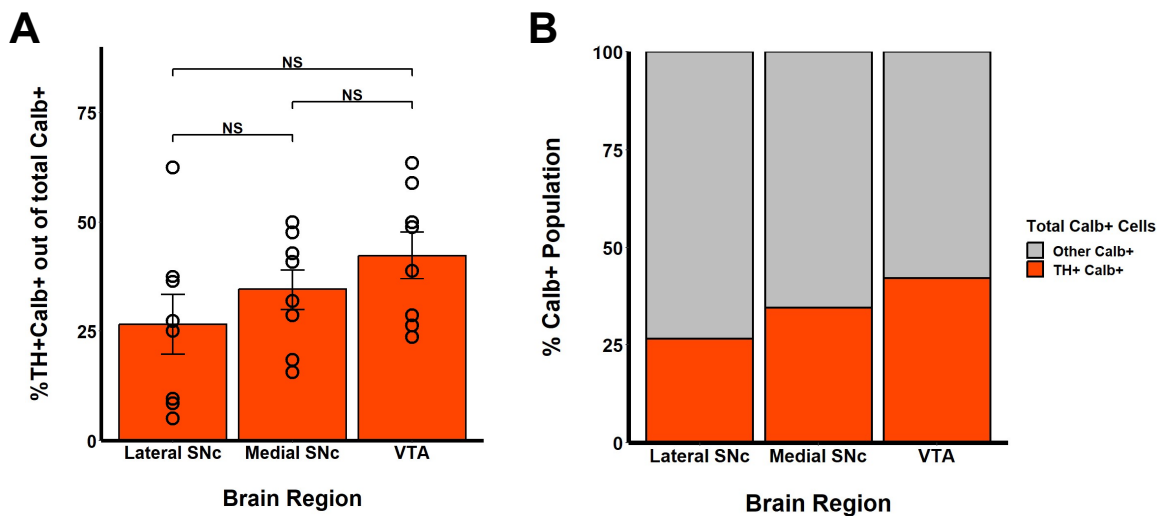 A
%TH+Calb+ out of total Calb+
75
50
25
0
NS
NS
NS
Lateral SNc Medial SNc VTA
Brain Region
B
% Calb+ Population
100
75
50
25
0
Lateral SNc Medial SNc VTA
Brain Region
Total Calb+ Cells
Other Calb+
TH+ Calb+